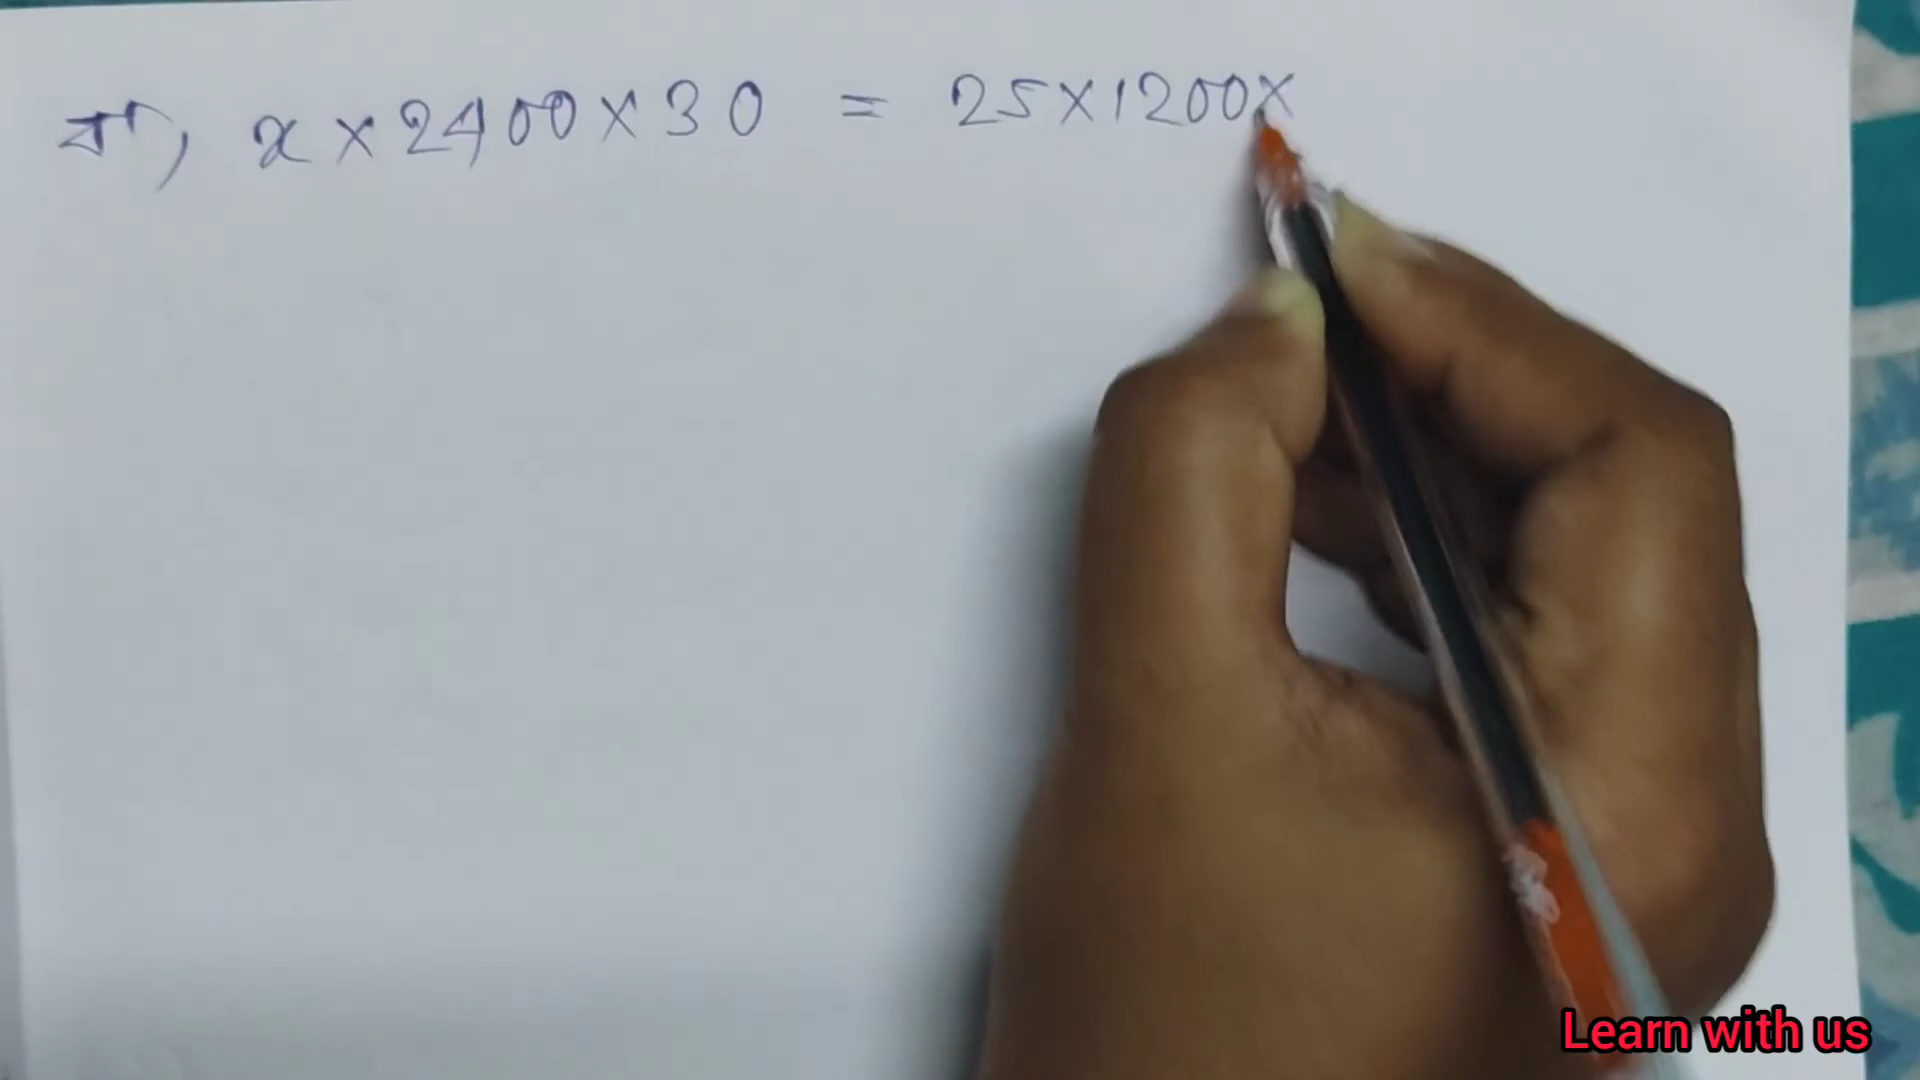 বা, x × 2400 × 30 = 25 × 1200 ×
Learn with us